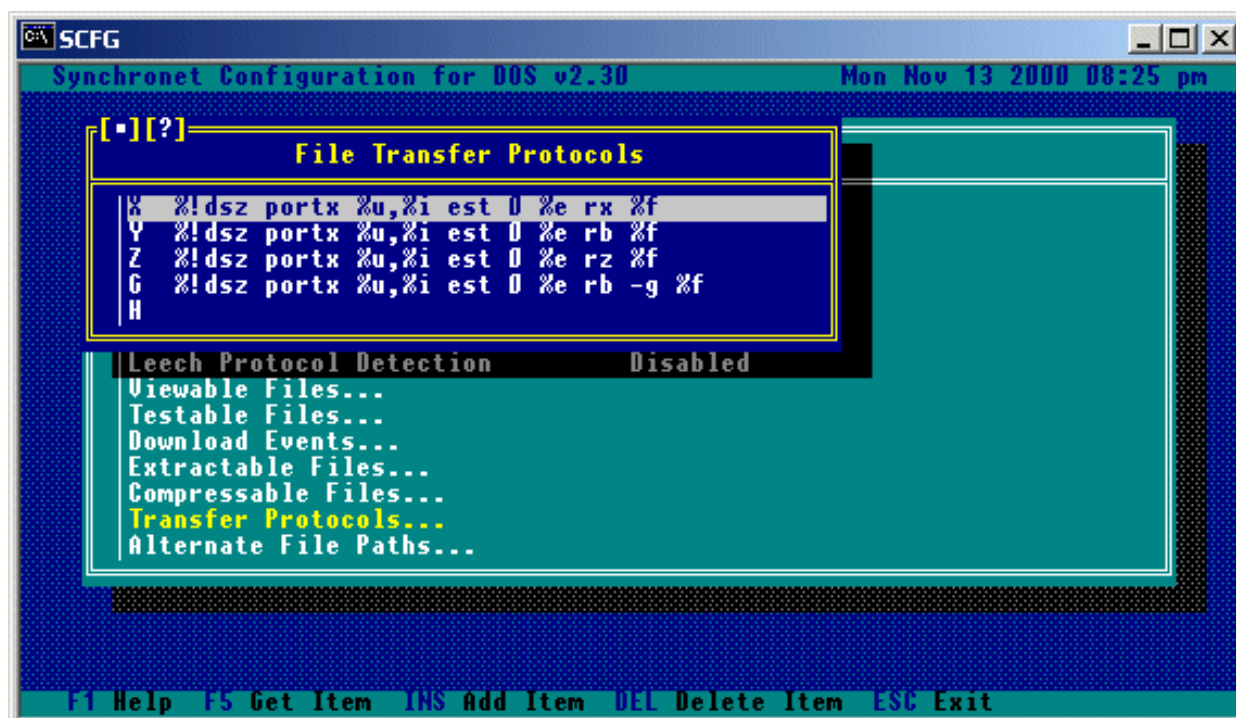 SCFG
Synchronet Configuration for DOS v2.30 Mon Nov 13 2000 08:25 pm
[▪][?]
File Transfer Protocols
X %!dsz portx %u,%i est 0 %e rx %f
Y %!dsz portx %u,%i est 0 %e rb %f
Z %!dsz portx %u,%i est 0 %e rz %f
G %!dsz portx %u,%i est 0 %e rb -g %f
H
Leech Protocol Detection Disabled
Viewable Files...
Testable Files...
Download Events...
Extractable Files...
Compressable Files...
Transfer Protocols...
Alternate File Paths...
F1 Help F5 Get Item INS Add Item DEL Delete Item ESC Exit